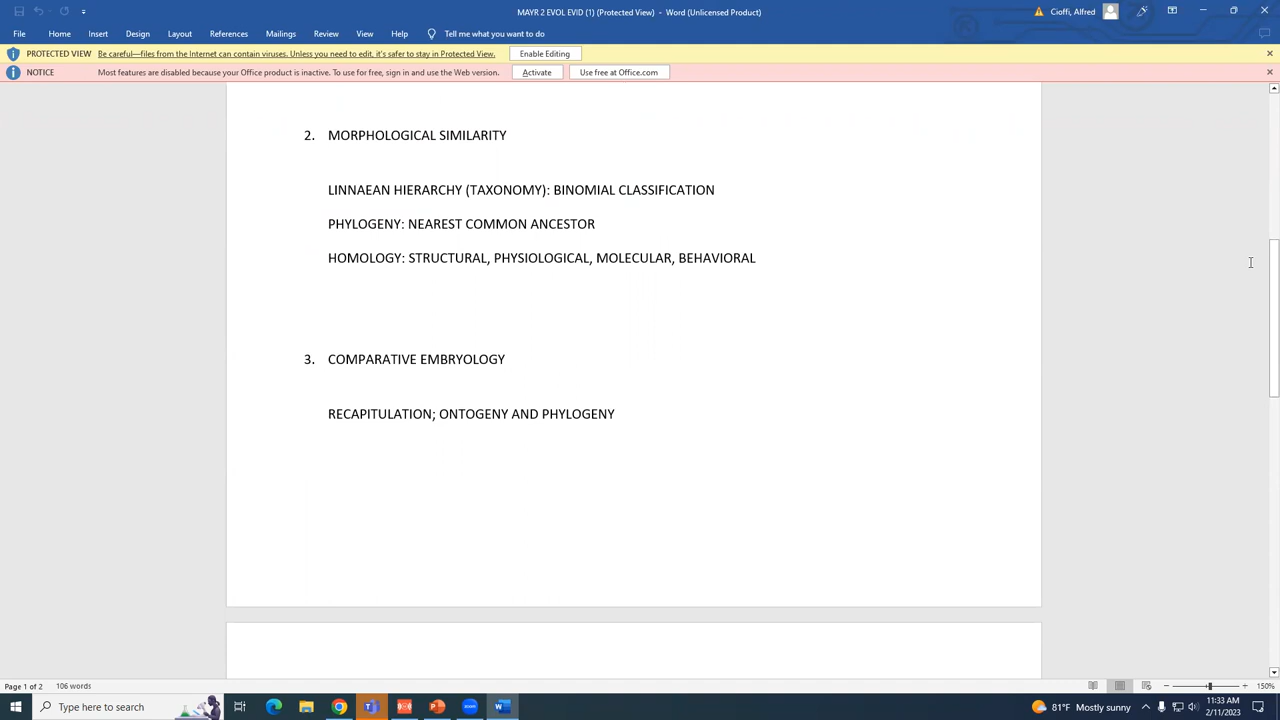 MAYR 2 EVOL EVID (1) (Protected View) - Word (Unlicensed Product)
Cioffi, Alfred
File Home Insert Design Layout References Mailings Review View Help Tell me what you want to do
PROTECTED VIEW Be careful—files from the Internet can contain viruses. Unless you need to edit, it's safer to stay in Protected View. Enable Editing
NOTICE Most features are disabled because your Office product is inactive. To use for free, sign in and use the Web version. Activate Use free at Office.com
2. MORPHOLOGICAL SIMILARITY
LINNAEAN HIERARCHY (TAXONOMY): BINOMIAL CLASSIFICATION
PHYLOGENY: NEAREST COMMON ANCESTOR
HOMOLOGY: STRUCTURAL, PHYSIOLOGICAL, MOLECULAR, BEHAVIORAL
3. COMPARATIVE EMBRYOLOGY
RECAPITULATION; ONTOGENY AND PHYLOGENY
Page 1 of 2 106 words
150%
Type here to search
zoom
81°F Mostly sunny
11:33 AM
2/11/2023